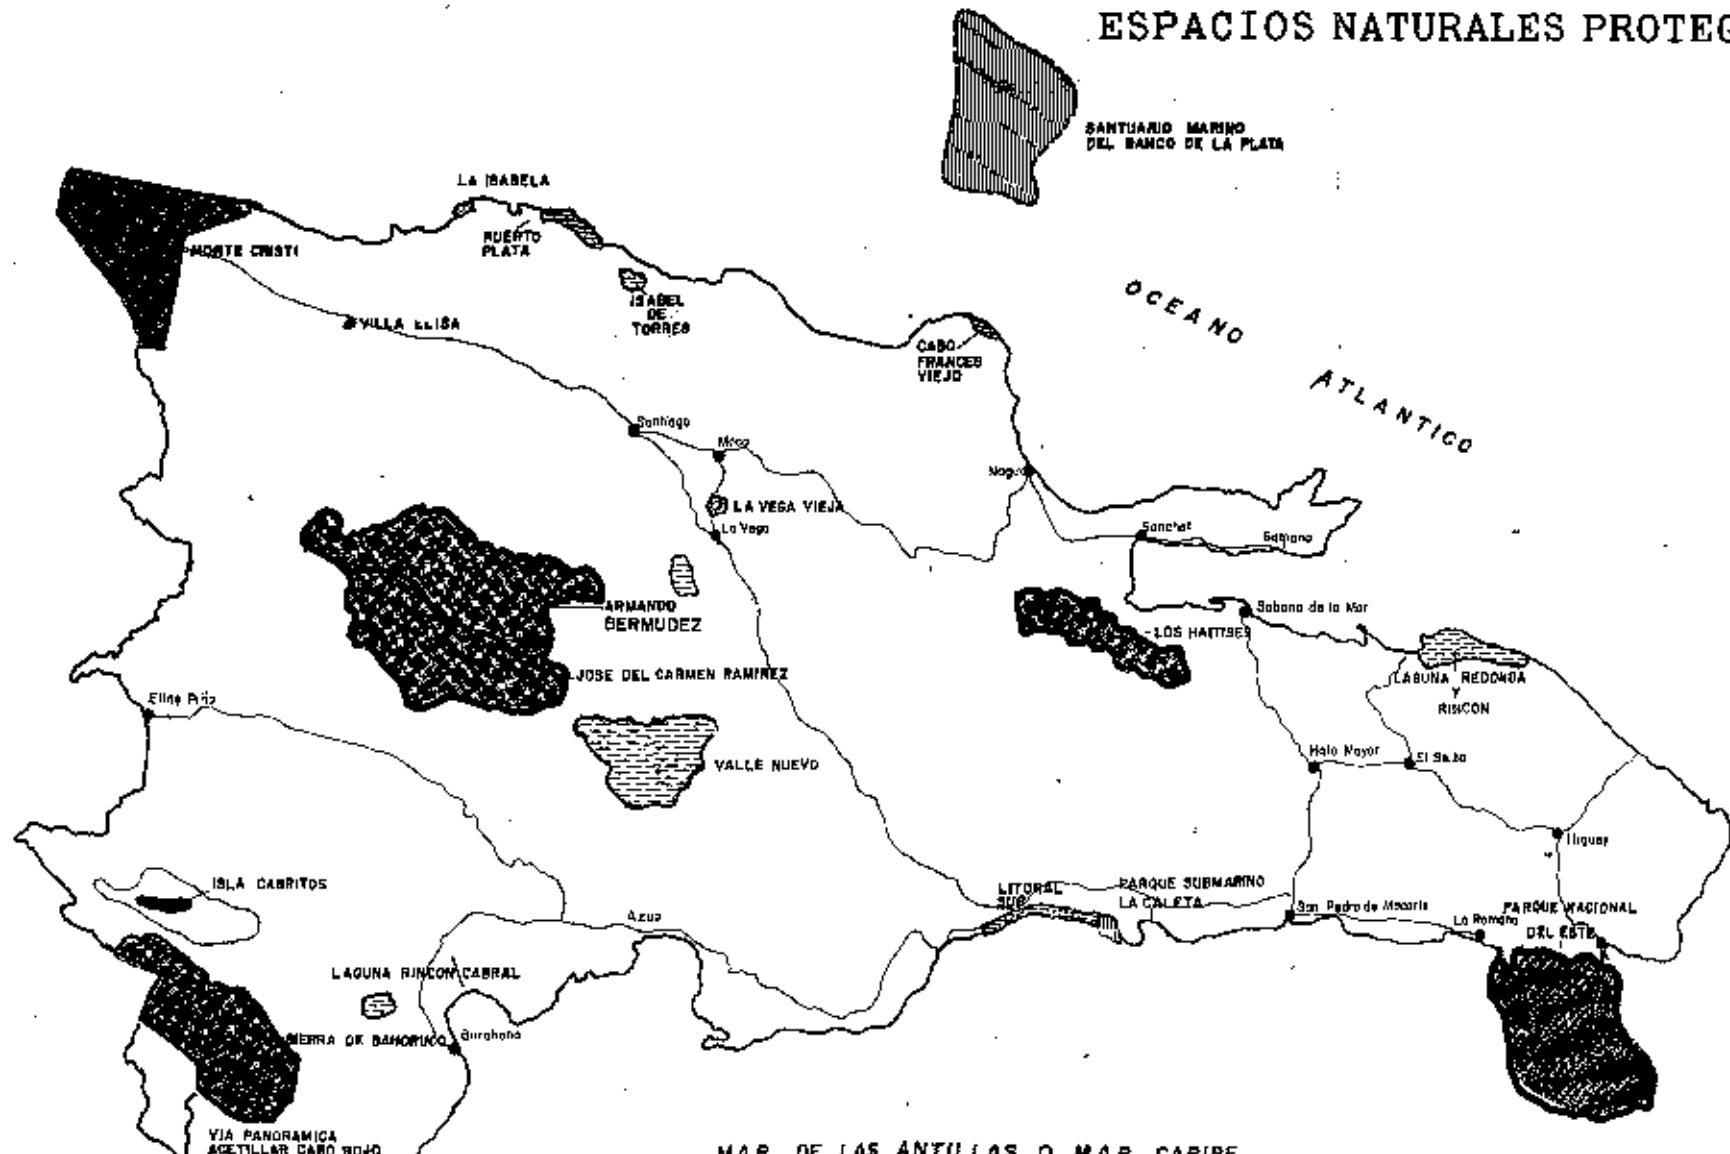 ESPACIOS NATURALES PROTEG
SANTUARIO MARINO
DEL BANCO DE LA PLATA
LA ISABELA
PUERTO
PLATA
MONTE CRISTI
ISABEL
DE
TORRES
OCEANO
ATLANTICO
VILLA ELISA
CABO
FRANCES
VIEJO
Santiago
Moca
Nagua
LA VEGA VIEJA
La Vega
Sanchez
Samana
ARMANDO
BERMUDEZ
Sabana de la Mar
LOS HAITISES
JOSE DEL CARMEN RAMIREZ
LAGUNA REDONDA
Y
RINCON
Elias Piña
VALLE NUEVO
Hato Mayor
El Seibo
Higuey
ISLA CABRITOS
LITORAL
SUR
PARQUE SUBMARINO
LA CALETA
Azua
San Pedro de Macoris
La Romana
PARQUE NACIONAL
DEL ESTE
LAGUNA RINCON CABRAL
SIERRA DE BAHORUCO
Barahona
VIA PANORAMICA
ACETILLAR CABO ROJO
MAR DE LAS ANTILLAS O MAR CARIBE